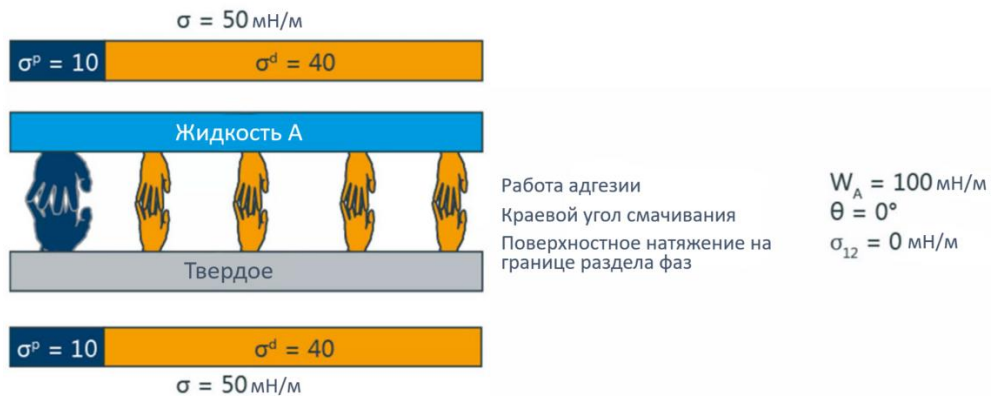 σ = 50 мН/м
σᵖ = 10 σᵈ = 40
Жидкость А
Работа адгезии W_A = 100 мН/м
Краевой угол смачивания θ = 0°
Поверхностное натяжение на σ₁₂ = 0 мН/м
границе раздела фаз
Твердое
σᵖ = 10 σᵈ = 40
σ = 50 мН/м